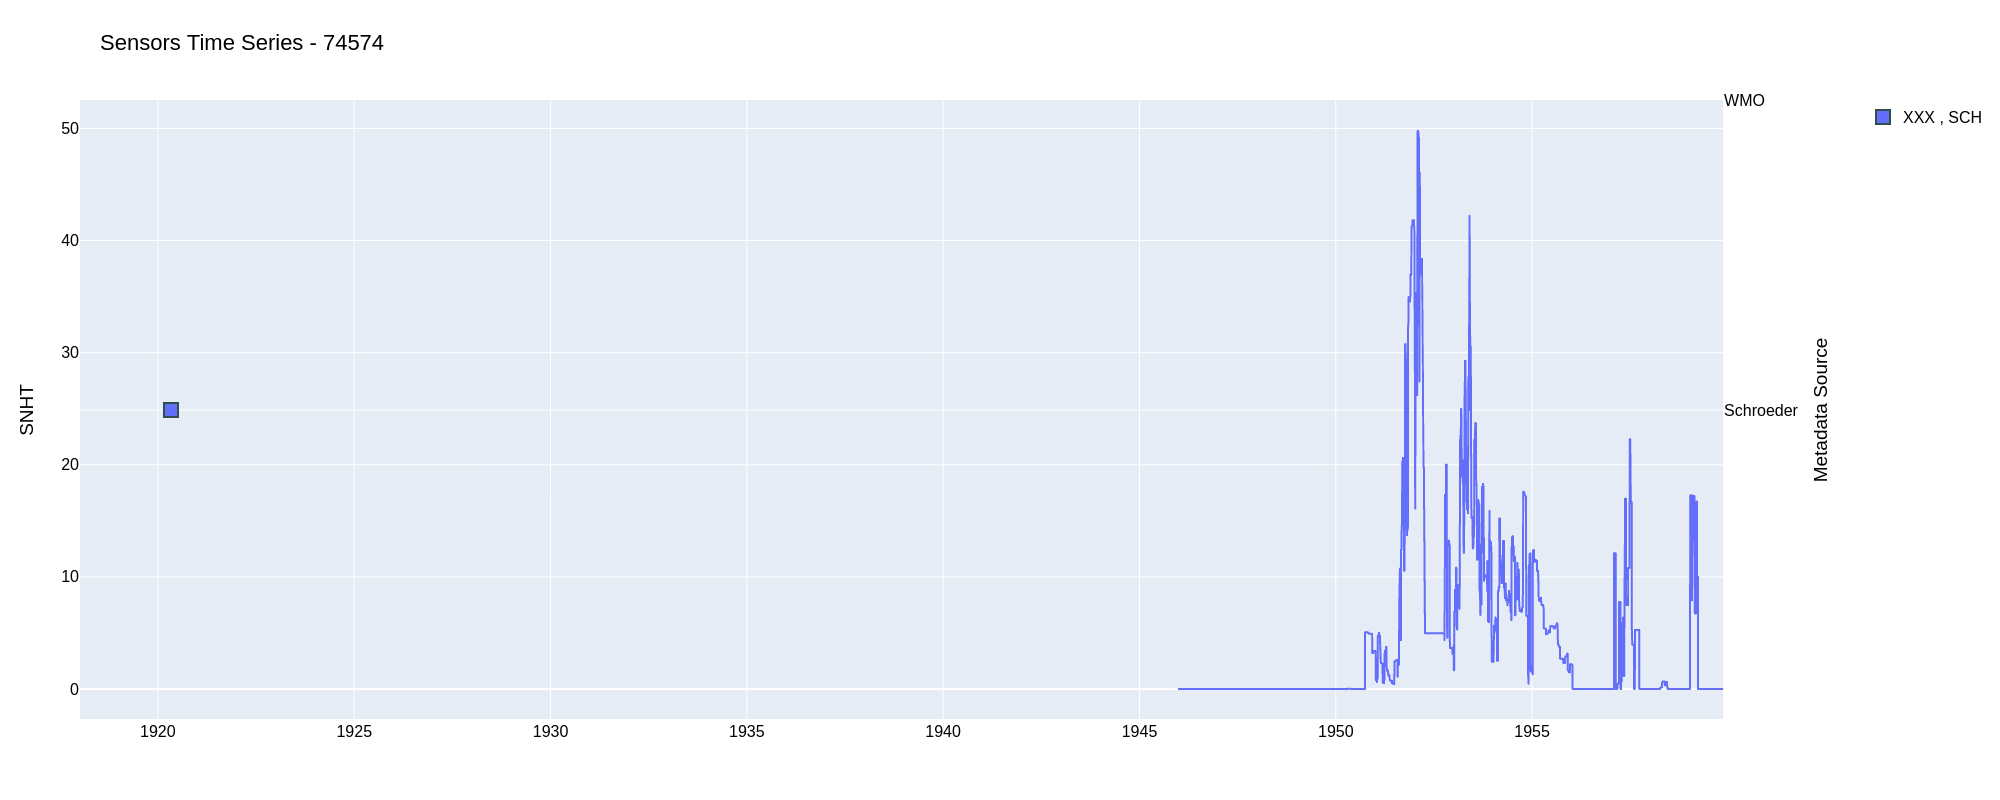 Sensors Time Series - 74574
WMO
XXX , SCH
50
40
30
20
10
0
SNHT
Schroeder
Metadata Source
1920
1925
1930
1935
1940
1945
1950
1955